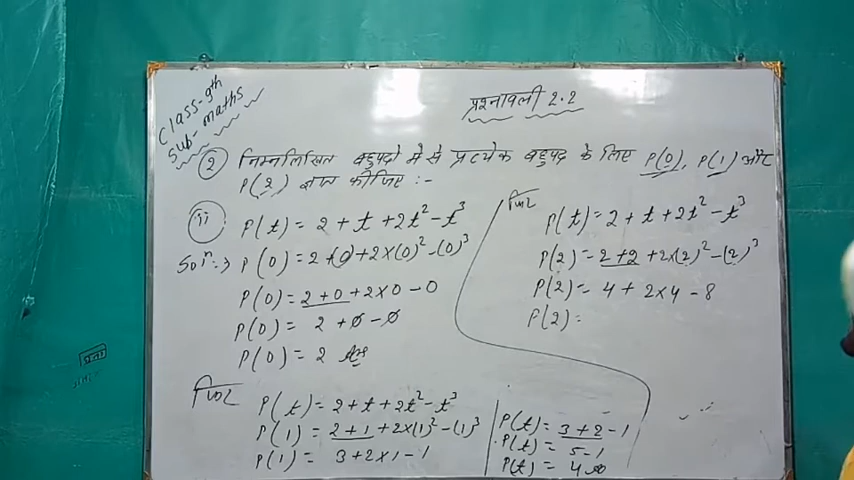 Class-9th
Sub- maths
प्रश्नावली 2.2
② निम्नलिखित बहुपदों में से प्रत्येक बहुपद के लिए P(0), P(1) और
P(2) ज्ञात कीजिए :-
(ii) P(t) = 2 + t + 2t² - t³
Solⁿ:→ P(0) = 2+(0)+2×(0)² -(0)³
P(0) = 2+0+2×0-0
P(0) = 2+0-0
P(0) = 2 Ans
P(t) = 2+t+2t²-t³
P(1) = 2+1+2×(1)²-(1)³
P(1) = 3+2×1-1
P(t) = 3+2-1
P(t) = 5-1
P(t) = 4
P(t) = 2+t+2t²-t³
P(2) = 2+2+2×(2)²-(2)³
P(2) = 4+2×4-8
P(2) =